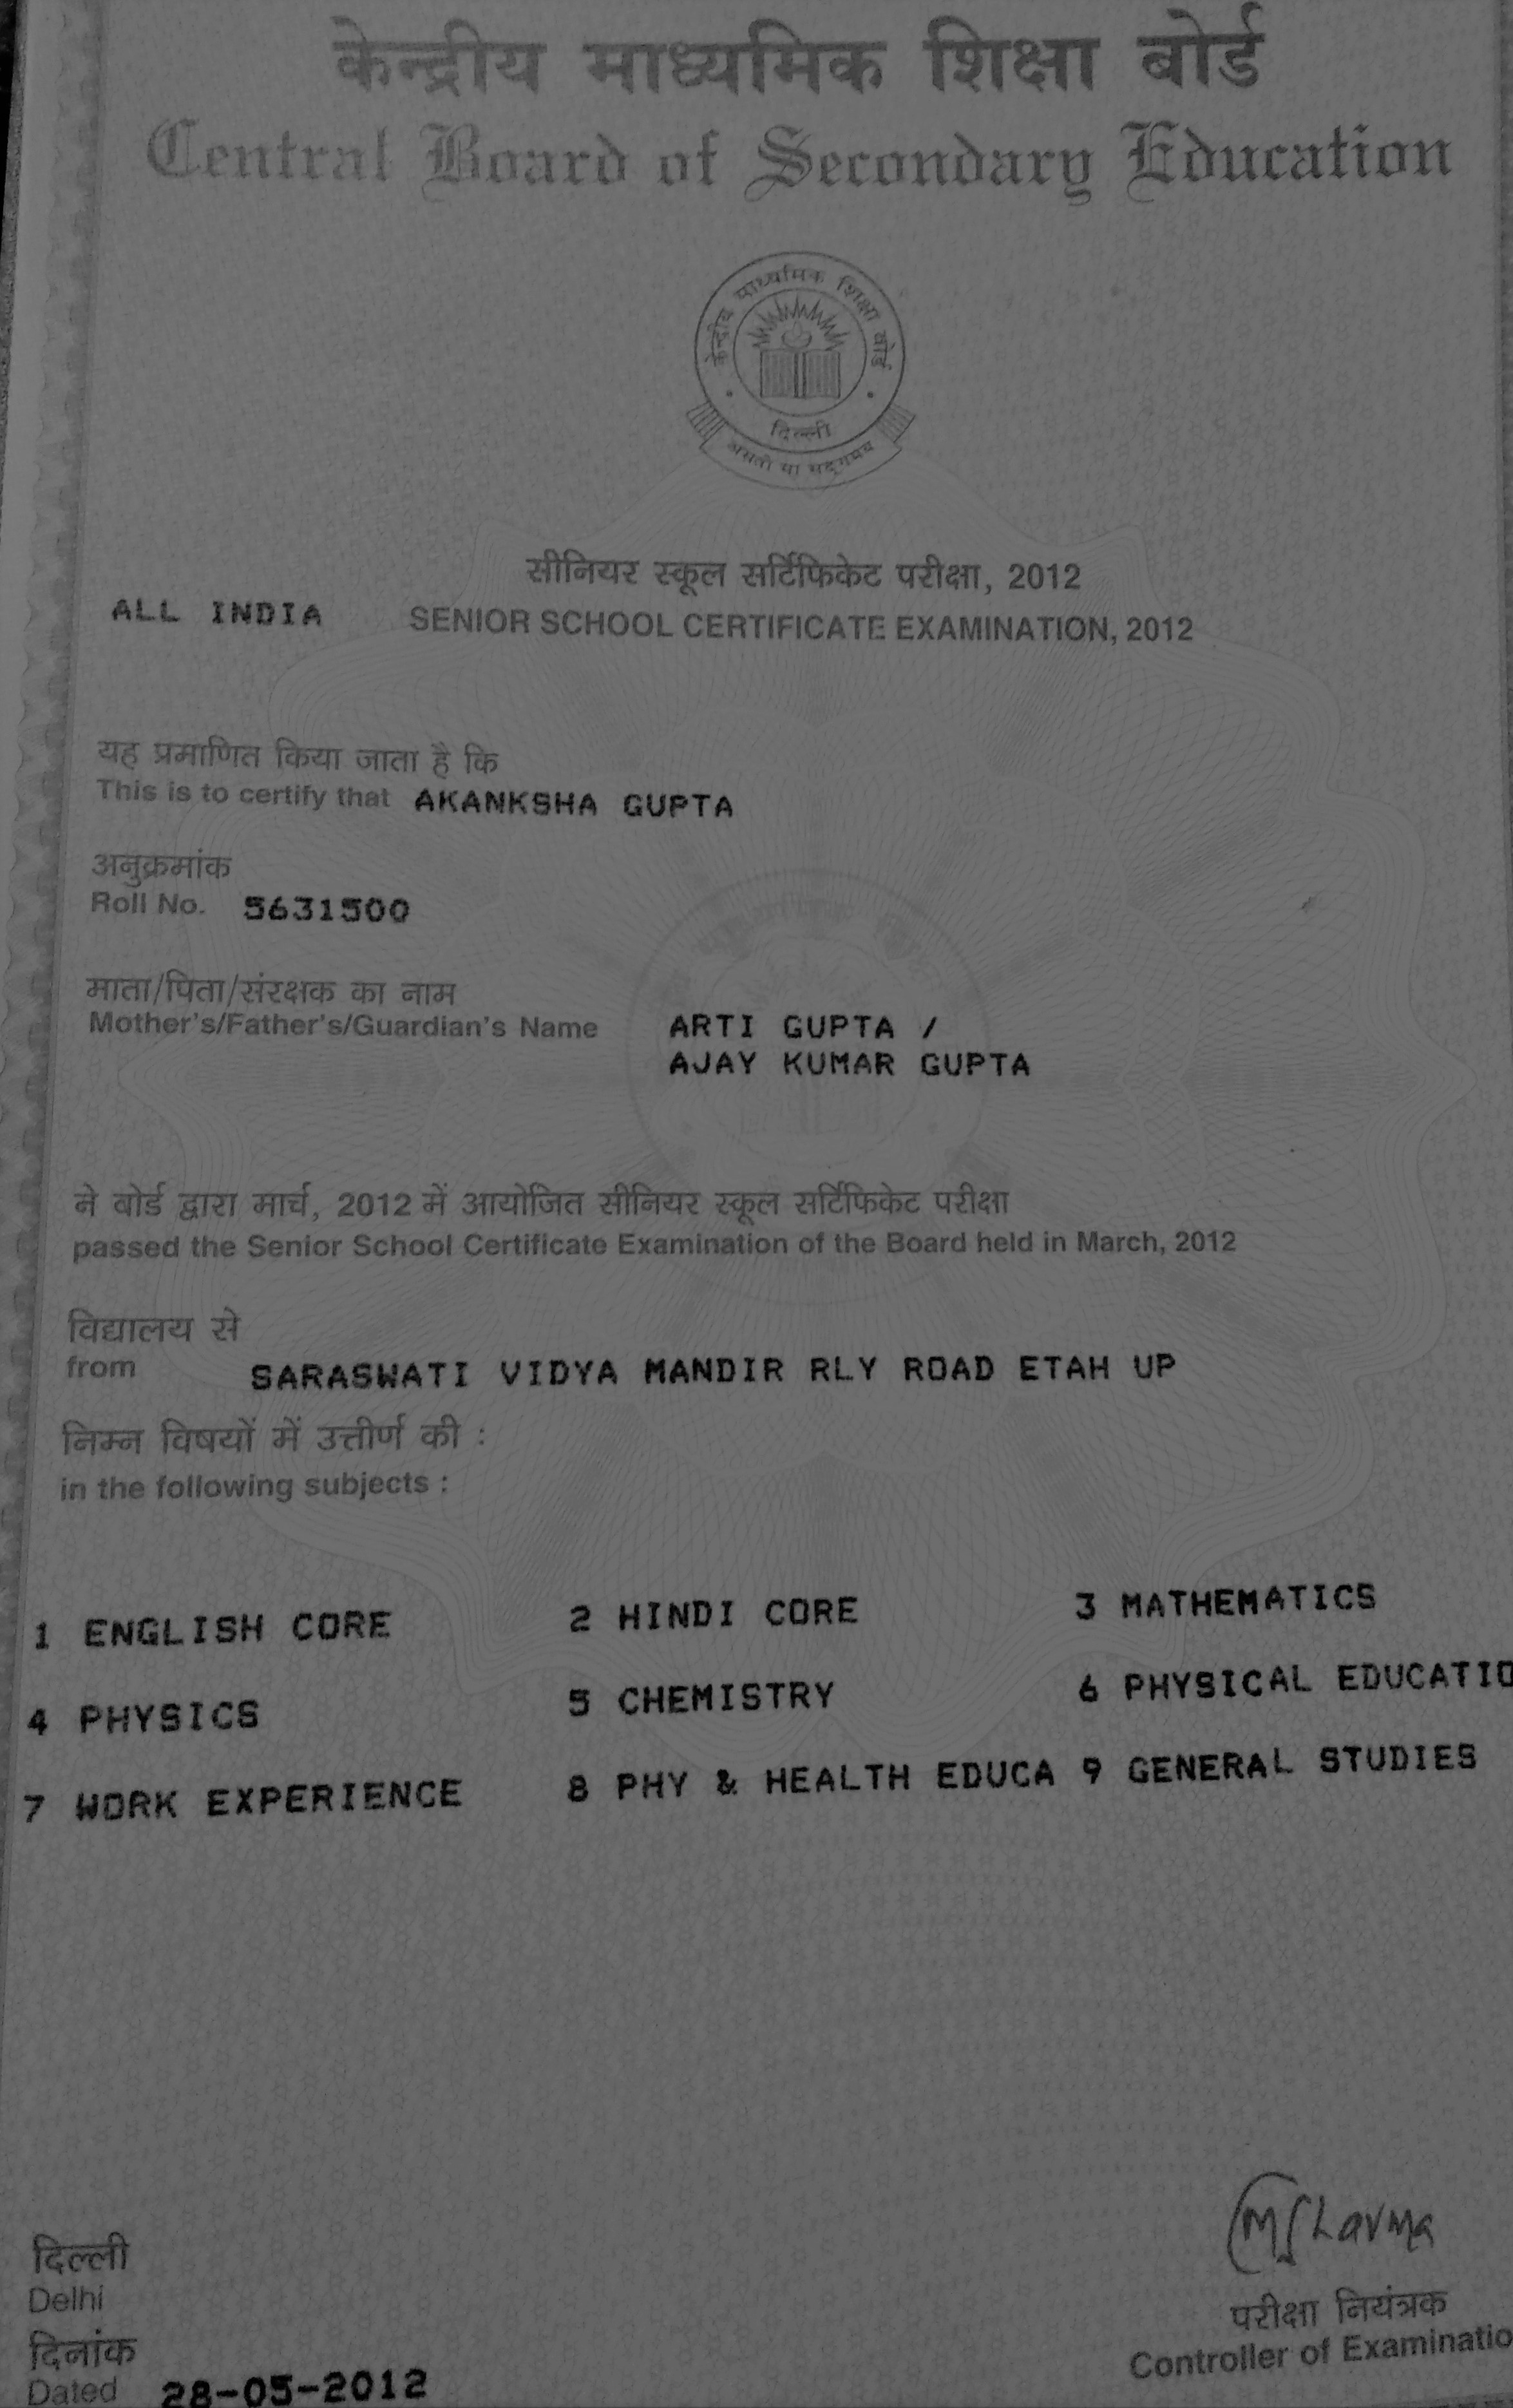 केन्द्रीय माध्यमिक शिक्षा बोर्ड
Central Board of Secondary Education
केन्द्रीय माध्यमिक शिक्षा बोर्ड
दिल्ली
असतो मा सद्गमय
सीनियर स्कूल सर्टिफिकेट परीक्षा, 2012
ALL INDIA SENIOR SCHOOL CERTIFICATE EXAMINATION, 2012
यह प्रमाणित किया जाता है कि
This is to certify that AKANKSHA GUPTA
अनुक्रमांक
Roll No. 5631500
माता/पिता/संरक्षक का नाम
Mother's/Father's/Guardian's Name ARTI GUPTA /
AJAY KUMAR GUPTA
ने बोर्ड द्वारा मार्च, 2012 में आयोजित सीनियर स्कूल सर्टिफिकेट परीक्षा
passed the Senior School Certificate Examination of the Board held in March, 2012
विद्यालय से
from SARASWATI VIDYA MANDIR RLY ROAD ETAH UP
निम्न विषयों में उत्तीर्ण की :
in the following subjects :
1 ENGLISH CORE 2 HINDI CORE 3 MATHEMATICS
4 PHYSICS 5 CHEMISTRY 6 PHYSICAL EDUCATIO
7 WORK EXPERIENCE 8 PHY & HEALTH EDUCA 9 GENERAL STUDIES
दिल्ली
Delhi
परीक्षा नियंत्रक
Controller of Examinatio
दिनांक
Dated 28-05-2012